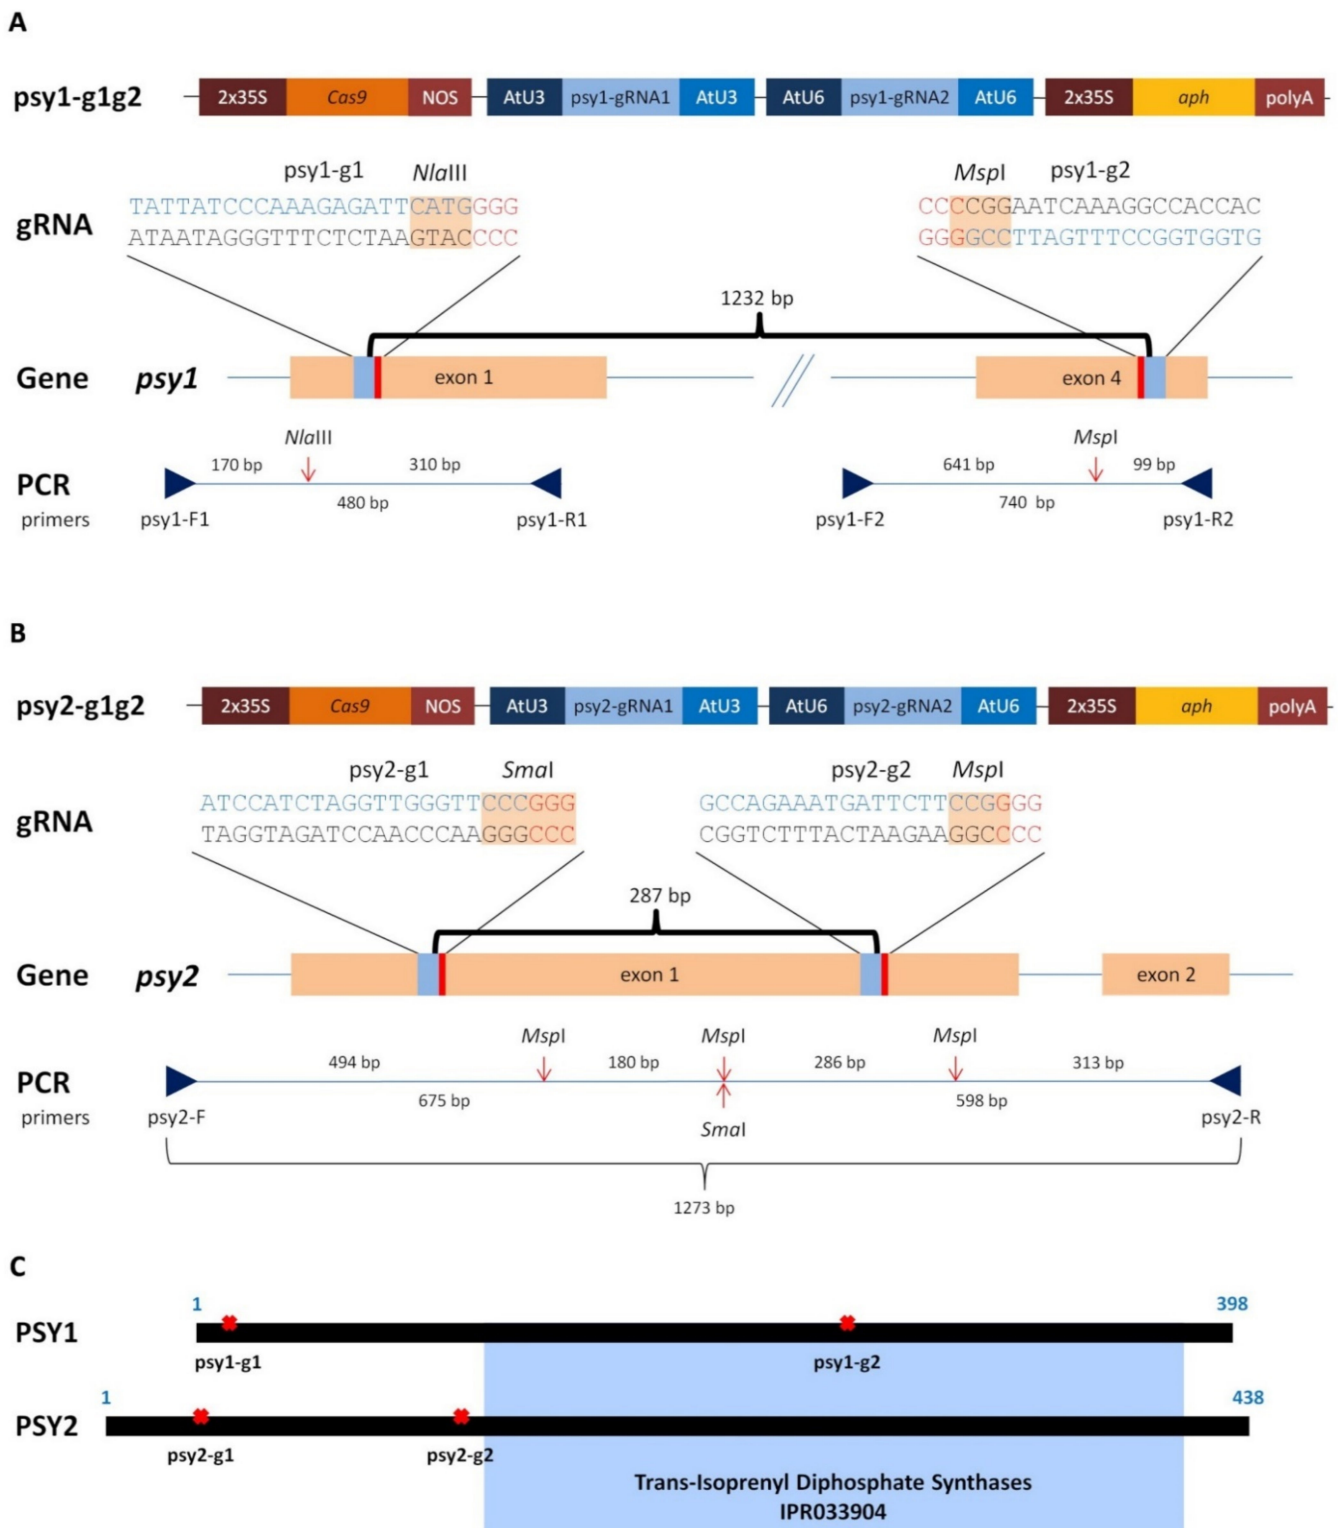 A
psy1-g1g2 2x35S Cas9 NOS AtU3 psy1-gRNA1 AtU3 AtU6 psy1-gRNA2 AtU6 2x35S aph polyA
psy1-g1 NlaIII MspI psy1-g2
gRNA
TATTATCCCAAAGAGATTCATGGGG CCCCGGAATCAAAGGCCACCAC
ATAATAGGGTTTCTCTAAGTACCCC GGGGCCTTAGTTTCCGGTGGTG
1232 bp
Gene psy1 exon 1 exon 4
NlaIII MspI
170 bp 310 bp 641 bp 99 bp
PCR
480 bp 740 bp
primers psy1-F1 psy1-R1 psy1-F2 psy1-R2
B
psy2-g1g2 2x35S Cas9 NOS AtU3 psy2-gRNA1 AtU3 AtU6 psy2-gRNA2 AtU6 2x35S aph polyA
psy2-g1 SmaI psy2-g2 MspI
gRNA
ATCCATCTAGGTTGGGTTCCCGGG GCCAGAAATGATTCTTCCGGGG
TAGGTAGATCCAACCCAAGGGCCC CGGTCTTTACTAAGAAGGCCCC
287 bp
Gene psy2 exon 1 exon 2
MspI MspI MspI
494 bp 180 bp 286 bp 313 bp
PCR
675 bp 598 bp
primers psy2-F SmaI psy2-R
1273 bp
C
1 398
PSY1
psy1-g1 psy1-g2
1 438
PSY2
psy2-g1 psy2-g2
Trans-Isoprenyl Diphosphate Synthases
IPR033904